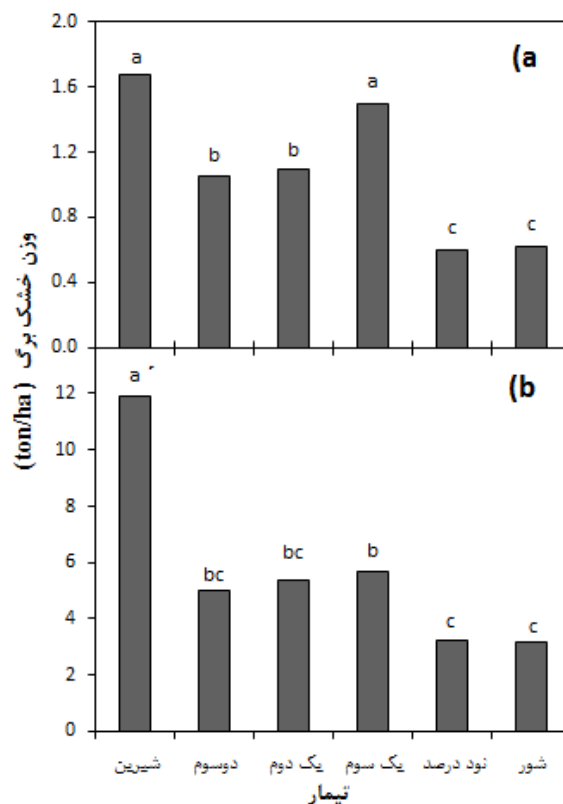 2.0
(a
a
a
1.6
b
b
1.2
0.8
c
c
0.4
0.0
وزن خشک برگ (ton/ha)
(b
a
12
10
8
6
b
bc
bc
4
c
c
2
0
شیرین
دوسوم
یک دوم
یک سوم
نود درصد
شور
تیمار